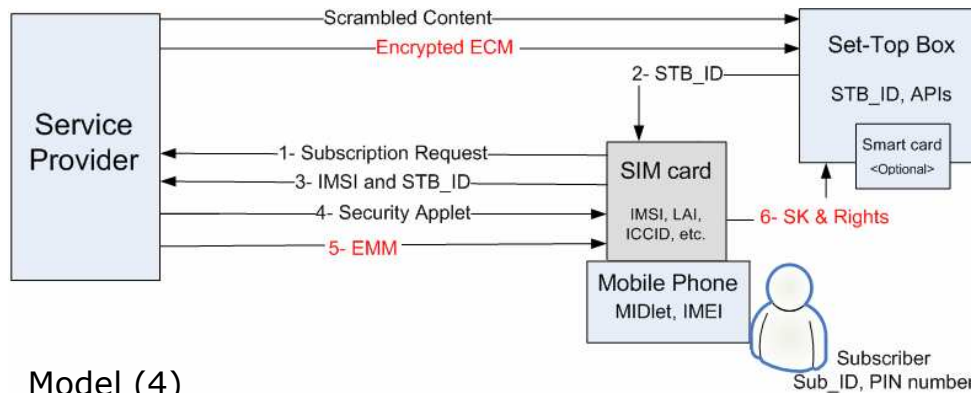 Scrambled Content
Encrypted ECM
Set-Top Box
STB_ID, APIs
Smart card
<Optional>
2- STB_ID
Service
Provider
1- Subscription Request
3- IMSI and STB_ID
4- Security Applet
5- EMM
SIM card
IMSI, LAI,
ICCID, etc.
6- SK & Rights
Mobile Phone
MIDlet, IMEI
Subscriber
Sub_ID, PIN number
Model (4)